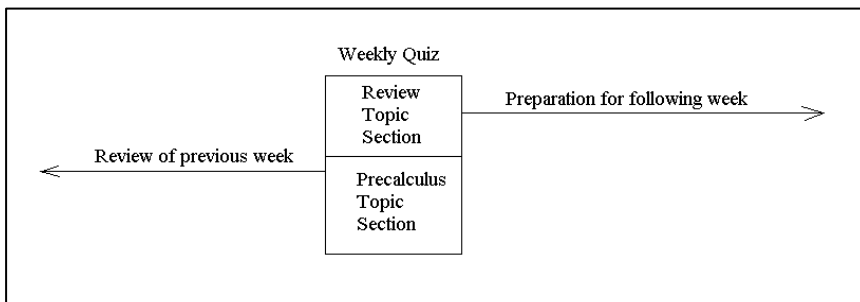 Weekly Quiz
Review
Topic
Section
Preparation for following week
Review of previous week
Precalculus
Topic
Section